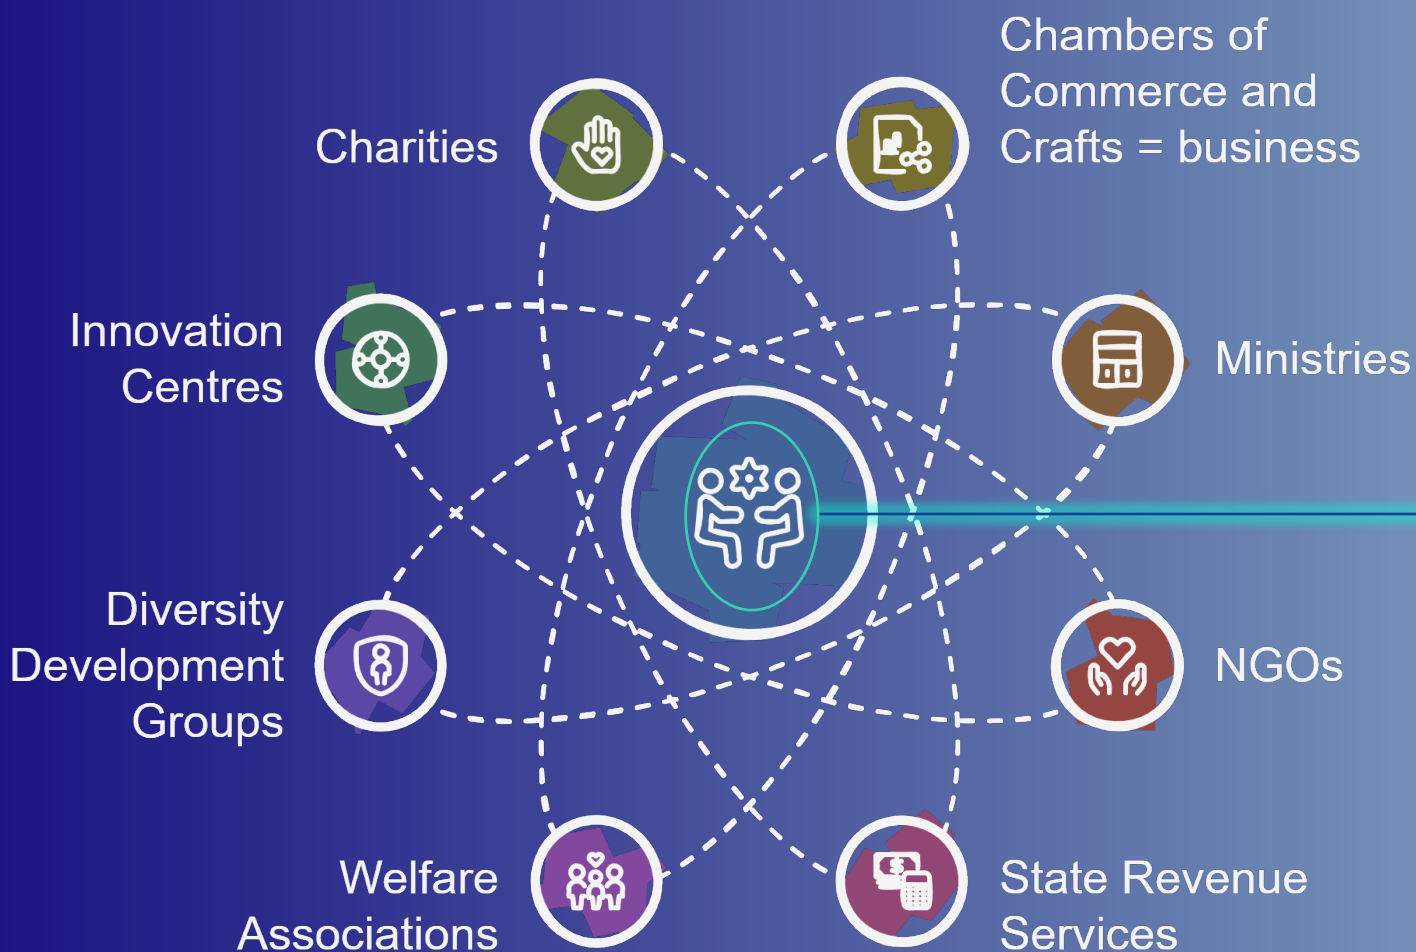 Chambers of
Commerce and
Crafts = business
Charities
Innovation
Centres
Ministries
Diversity
Development
Groups
NGOs
Welfare
Associations
State Revenue
Services